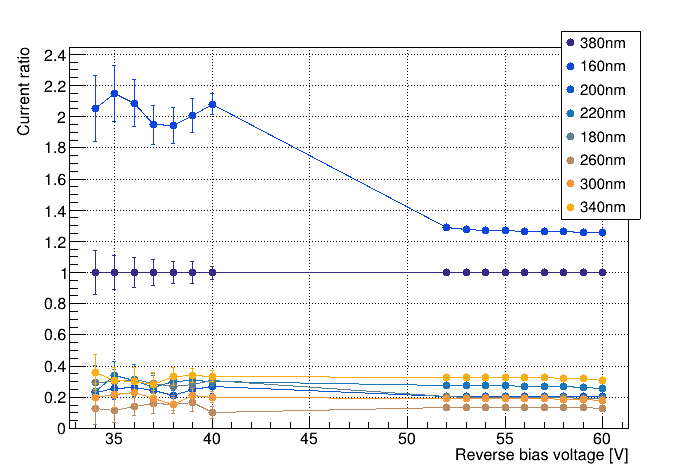 Current ratio
2.4
2.2
2
1.8
1.6
1.4
1.2
1
0.8
0.6
0.4
0.2
0
35
40
45
50
55
60
Reverse bias voltage [V]
380nm
160nm
200nm
220nm
180nm
260nm
300nm
340nm